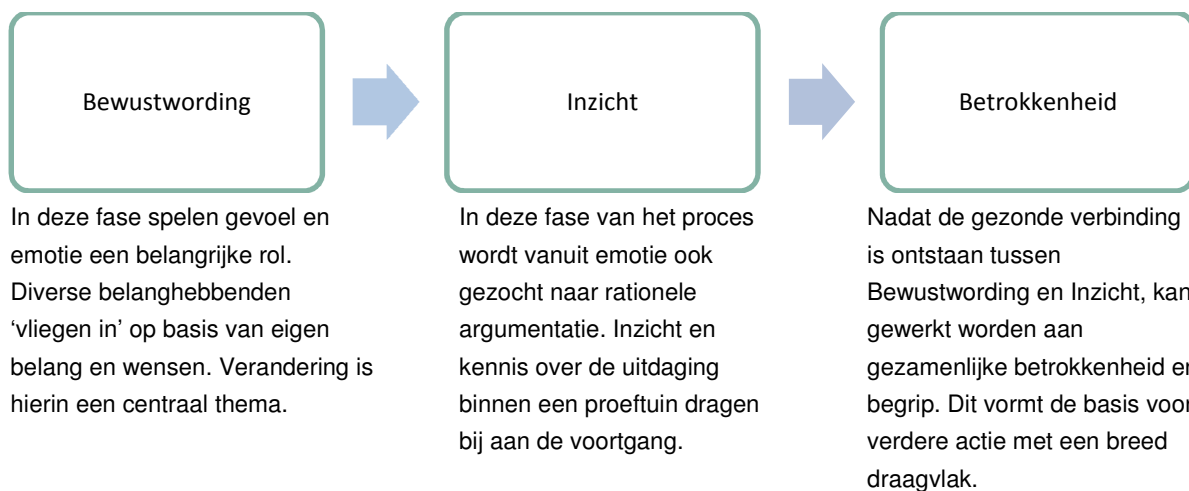 Bewustwording
Inzicht
Betrokkenheid
In deze fase spelen gevoel en
emotie een belangrijke rol.
Diverse belanghebbenden
‘vliegen in’ op basis van eigen
belang en wensen. Verandering is
hierin een centraal thema.
In deze fase van het proces
wordt vanuit emotie ook
gezocht naar rationele
argumentatie. Inzicht en
kennis over de uitdaging
binnen een proeftuin dragen
bij aan de voortgang.
Nadat de gezonde verbinding
is ontstaan tussen
Bewustwording en Inzicht, kan
gewerkt worden aan
gezamenlijke betrokkenheid en
begrip. Dit vormt de basis voor
verdere actie met een breed
draagvlak.